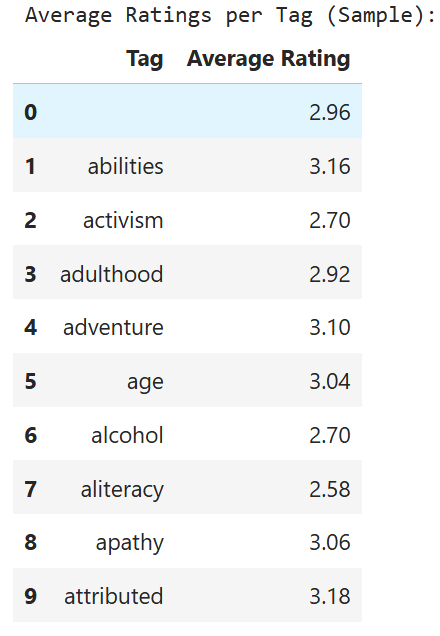 Average Ratings per Tag (Sample):
Tag Average Rating
0 2.96
1 abilities 3.16
2 activism 2.70
3 adulthood 2.92
4 adventure 3.10
5 age 3.04
6 alcohol 2.70
7 aliteracy 2.58
8 apathy 3.06
9 attributed 3.18